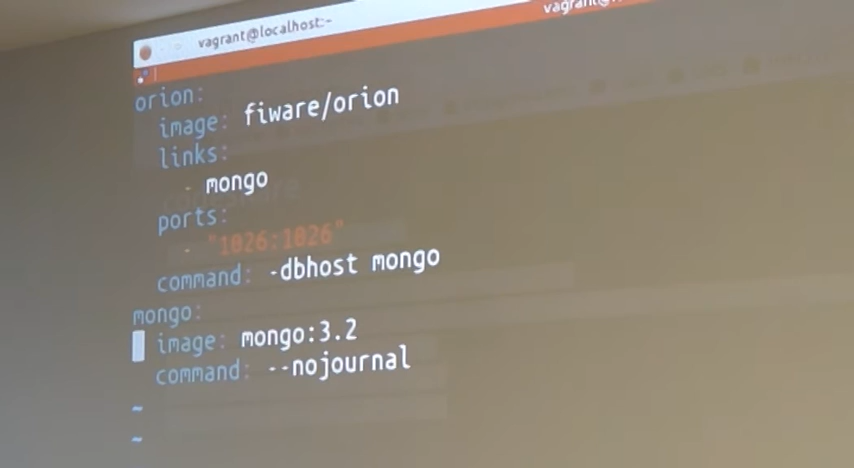 vagrant@localhost:~
orion:
image: fiware/orion
links:
- mongo
ports:
- "1026:1026"
command: -dbhost mongo
mongo:
image: mongo:3.2
command: --nojournal
~
~